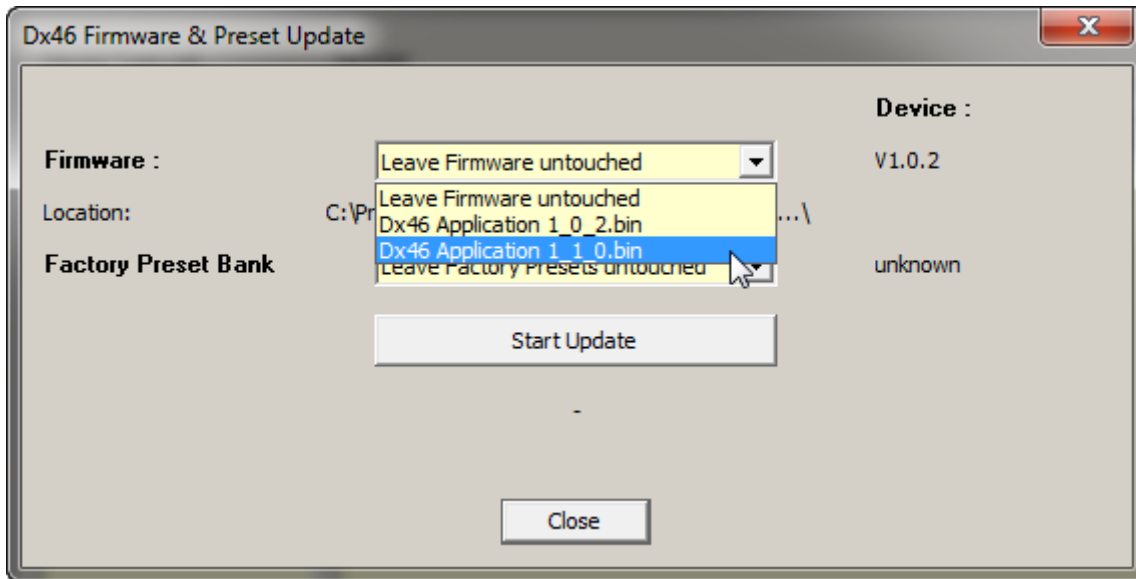 Dx46 Firmware & Preset Update
Device :
Firmware : Leave Firmware untouched V1.0.2
Leave Firmware untouched
Location: C:\Pr ...\
Dx46 Application 1_0_2.bin
Dx46 Application 1_1_0.bin
Factory Preset Bank Leave Factory Presets untouched unknown
Start Update
-
Close